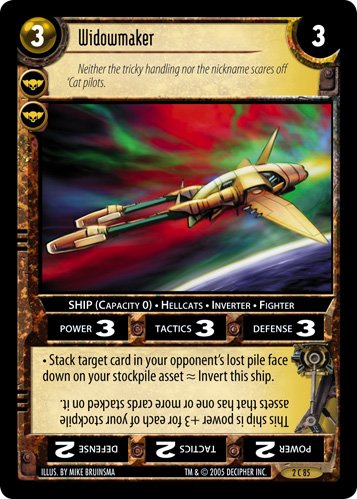 3 Widowmaker 3
Neither the tricky handling nor the nickname scares off
'Cat pilots.
SHIP (CAPACITY 0) • HELLCATS • INVERTER • FIGHTER
POWER 3 TACTICS 3 DEFENSE 3
• Stack target card in your opponent's lost pile face
down on your stockpile asset ≈ Invert this ship.
This ship is power +3 for each of your stockpile
assets that has one or more cards stacked on it.
POWER 2 TACTICS 2 DEFENSE 2
ILLUS. BY MIKE BRUINSMA TM & © 2005 DECIPHER INC. 2 C 85